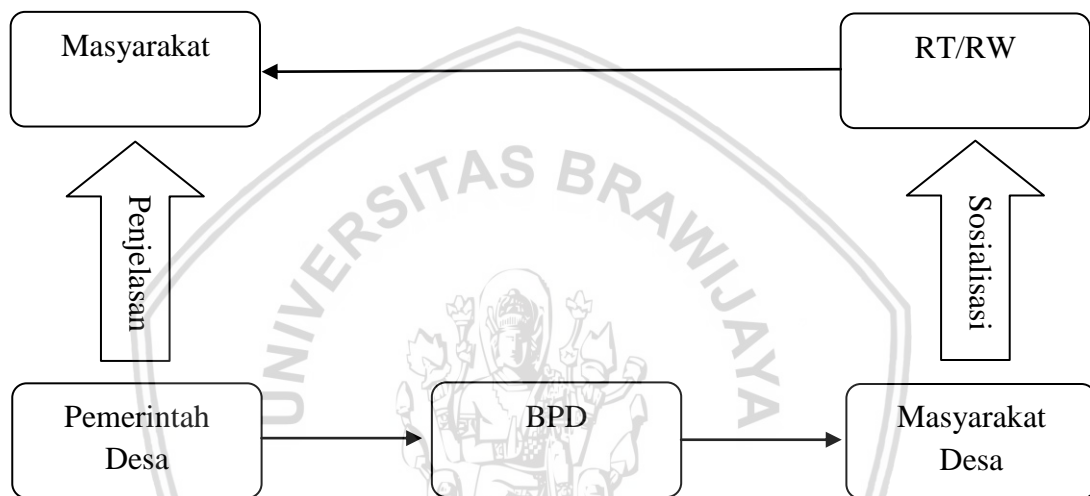 Masyarakat
RT/RW
Penjelasan
Sosialisasi
UNIVERSITAS BRAWIJAYA
Pemerintah
Desa
BPD
Masyarakat
Desa